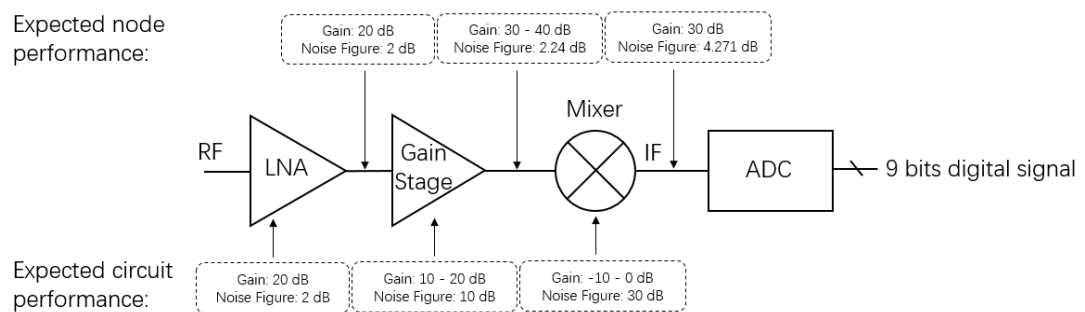 Expected node
performance:
Gain: 20 dB
Noise Figure: 2 dB
Gain: 30 - 40 dB
Noise Figure: 2.24 dB
Gain: 30 dB
Noise Figure: 4.271 dB
Mixer
RF
LNA
Gain
Stage
IF
ADC
9 bits digital signal
Expected circuit
performance:
Gain: 20 dB
Noise Figure: 2 dB
Gain: 10 - 20 dB
Noise Figure: 10 dB
Gain: -10 - 0 dB
Noise Figure: 30 dB